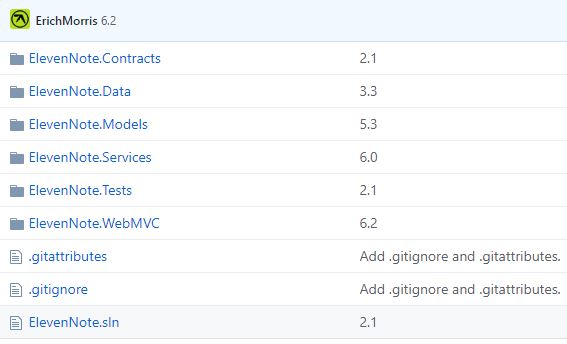 ErichMorris 6.2
ElevenNote.Contracts 2.1
ElevenNote.Data 3.3
ElevenNote.Models 5.3
ElevenNote.Services 6.0
ElevenNote.Tests 2.1
ElevenNote.WebMVC 6.2
.gitattributes Add .gitignore and .gitattributes.
.gitignore Add .gitignore and .gitattributes.
ElevenNote.sln 2.1